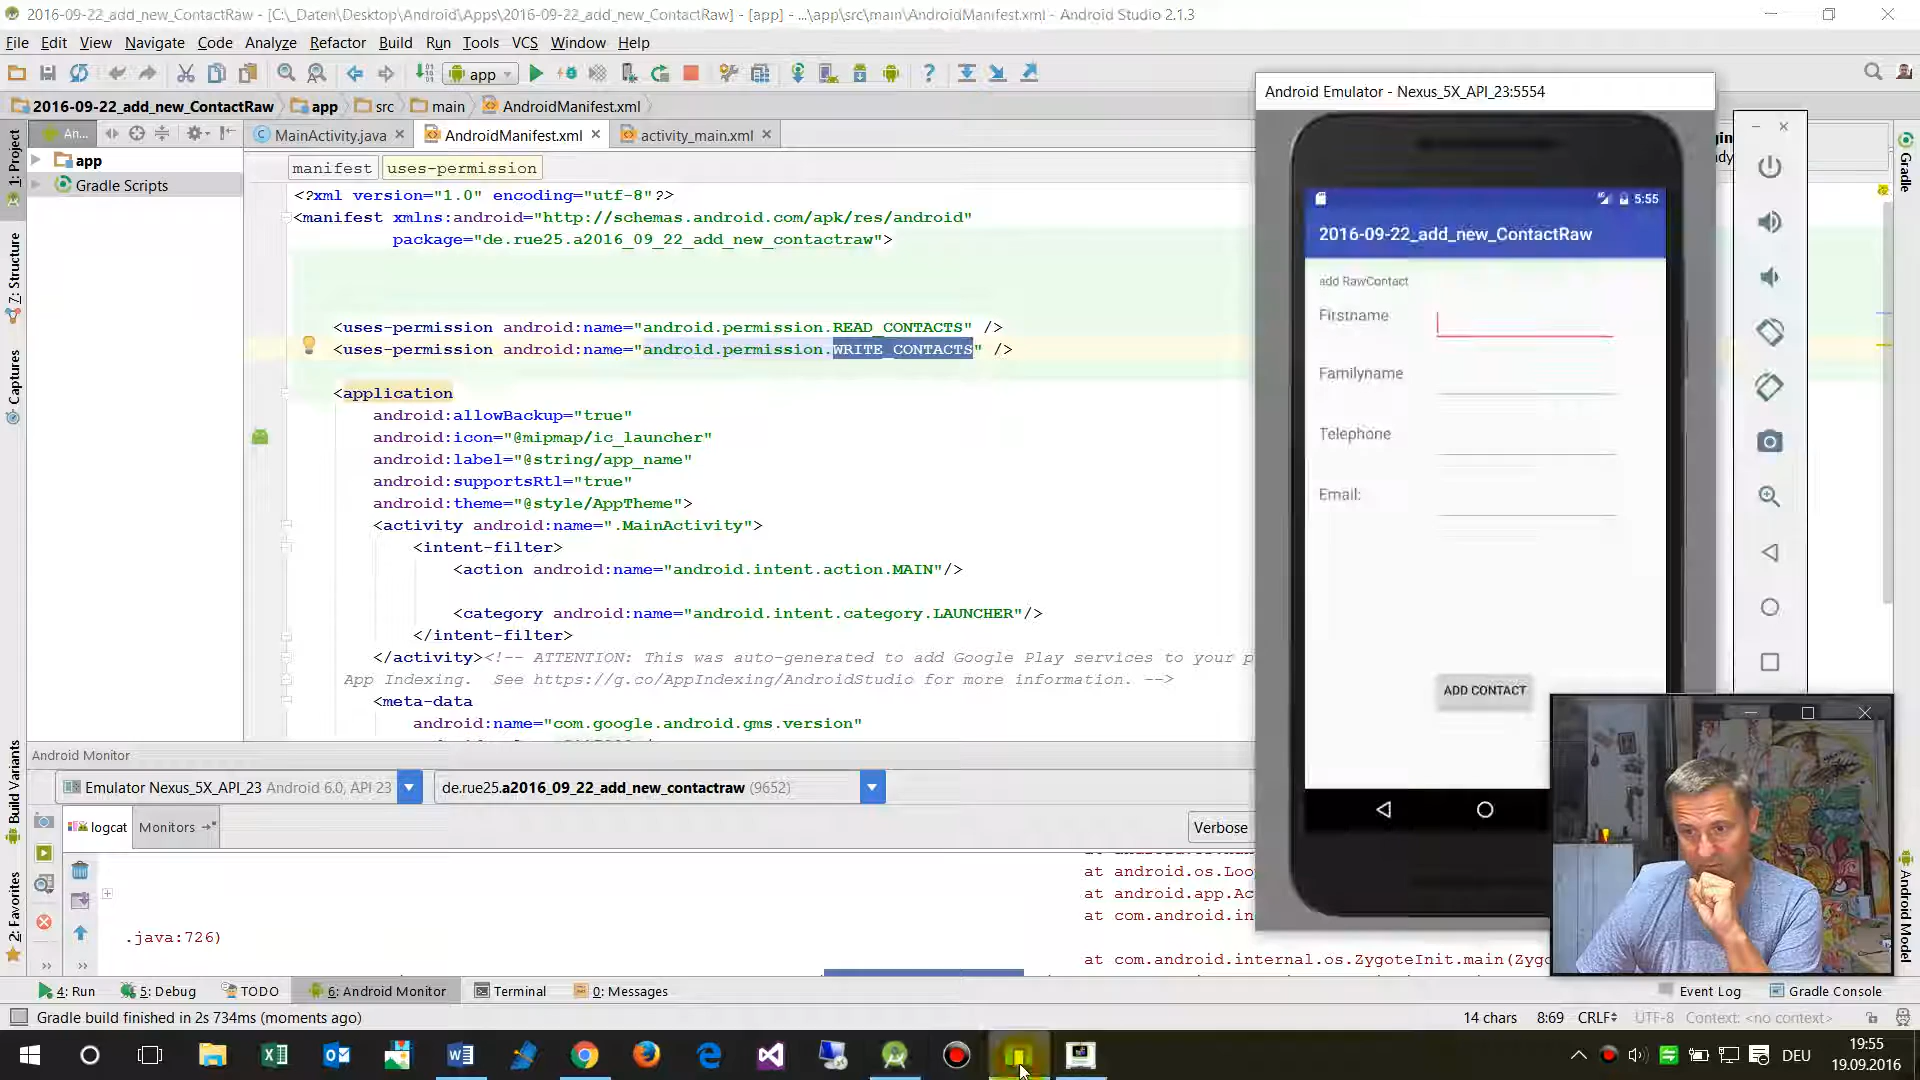 2016-09-22_add_new_ContactRaw - [C:\_Daten\Desktop\Android\Apps\2016-09-22_add_new_ContactRaw] - [app] - ...\app\src\main\AndroidManifest.xml - Android Studio 2.1.3
File Edit View Navigate Code Analyze Refactor Build Run Tools VCS Window Help
app
2016-09-22_add_new_ContactRaw app src main AndroidManifest.xml
An... MainActivity.java AndroidManifest.xml activity_main.xml
app
Gradle Scripts
manifest uses-permission
<?xml version="1.0" encoding="utf-8"?>
<manifest xmlns:android="http://schemas.android.com/apk/res/android"
package="de.rue25.a2016_09_22_add_new_contactraw">
<uses-permission android:name="android.permission.READ_CONTACTS" />
<uses-permission android:name="android.permission.WRITE_CONTACTS" />
<application
android:allowBackup="true"
android:icon="@mipmap/ic_launcher"
android:label="@string/app_name"
android:supportsRtl="true"
android:theme="@style/AppTheme">
<activity android:name=".MainActivity">
<intent-filter>
<action android:name="android.intent.action.MAIN"/>
<category android:name="android.intent.category.LAUNCHER"/>
</intent-filter>
</activity><!-- ATTENTION: This was auto-generated to add Google Play services to your p
App Indexing. See https://g.co/AppIndexing/AndroidStudio for more information. -->
<meta-data
android:name="com.google.android.gms.version"
1: Project
7: Structure
Captures
Build Variants
2: Favorites
Gradle
Android Model
Android Emulator - Nexus_5X_API_23:5554
5:55
2016-09-22_add_new_ContactRaw
add RawContact
Firstname
Familyname
Telephone
Email:
ADD CONTACT
Android Monitor
Emulator Nexus_5X_API_23 Android 6.0, API 23 de.rue25.a2016_09_22_add_new_contactraw (9652)
logcat Monitors Verbose
at android.os.Loo
at android.app.Ac
at com.android.in
.java:726)
at com.android.internal.os.ZygoteInit.main(Zygo
4: Run 5: Debug TODO 6: Android Monitor Terminal 0: Messages Event Log Gradle Console
Gradle build finished in 2s 734ms (moments ago) 14 chars 8:69 CRLF UTF-8 Context: <no context>
DEU 19:55
19.09.2016